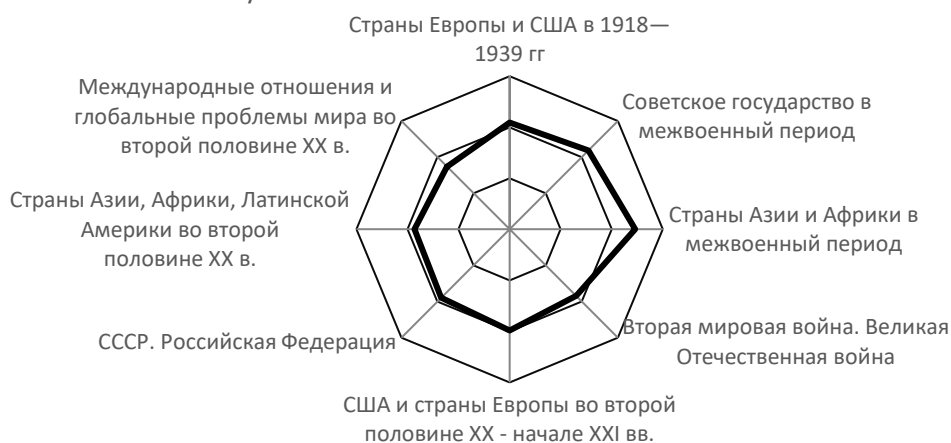 Страны Европы и США в 1918—
1939 гг
Советское государство в
межвоенный период
Страны Азии и Африки в
межвоенный период
Вторая мировая война. Великая
Отечественная война
США и страны Европы во второй
половине XX - начале XXI вв.
СССР. Российская Федерация
Страны Азии, Африки, Латинской
Америки во второй
половине XX в.
Международные отношения и
глобальные проблемы мира во
второй половине XX в.